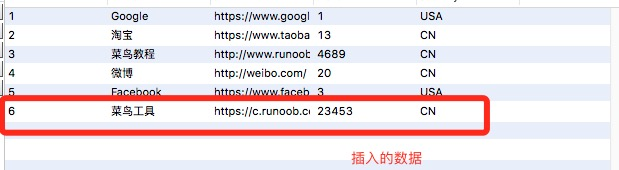 1 Google https://www.googl 1 USA
2 淘宝 https://www.taoba 13 CN
3 菜鸟教程 http://www.runoob 4689 CN
4 微博 http://weibo.com/ 20 CN
5 Facebook https://www.faceb 3 USA
6 菜鸟工具 https://c.runoob.co 23453 CN
插入的数据